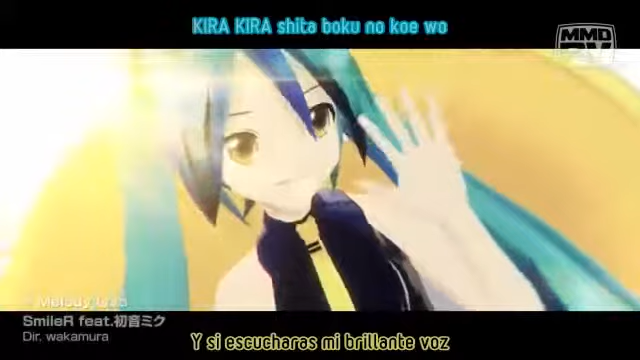 KIRA KIRA shita boku no koe wo
MMD
PV
Melody
SmileR feat.初音ミク
Dir. wakamura
Y si escucharas mi brillante voz